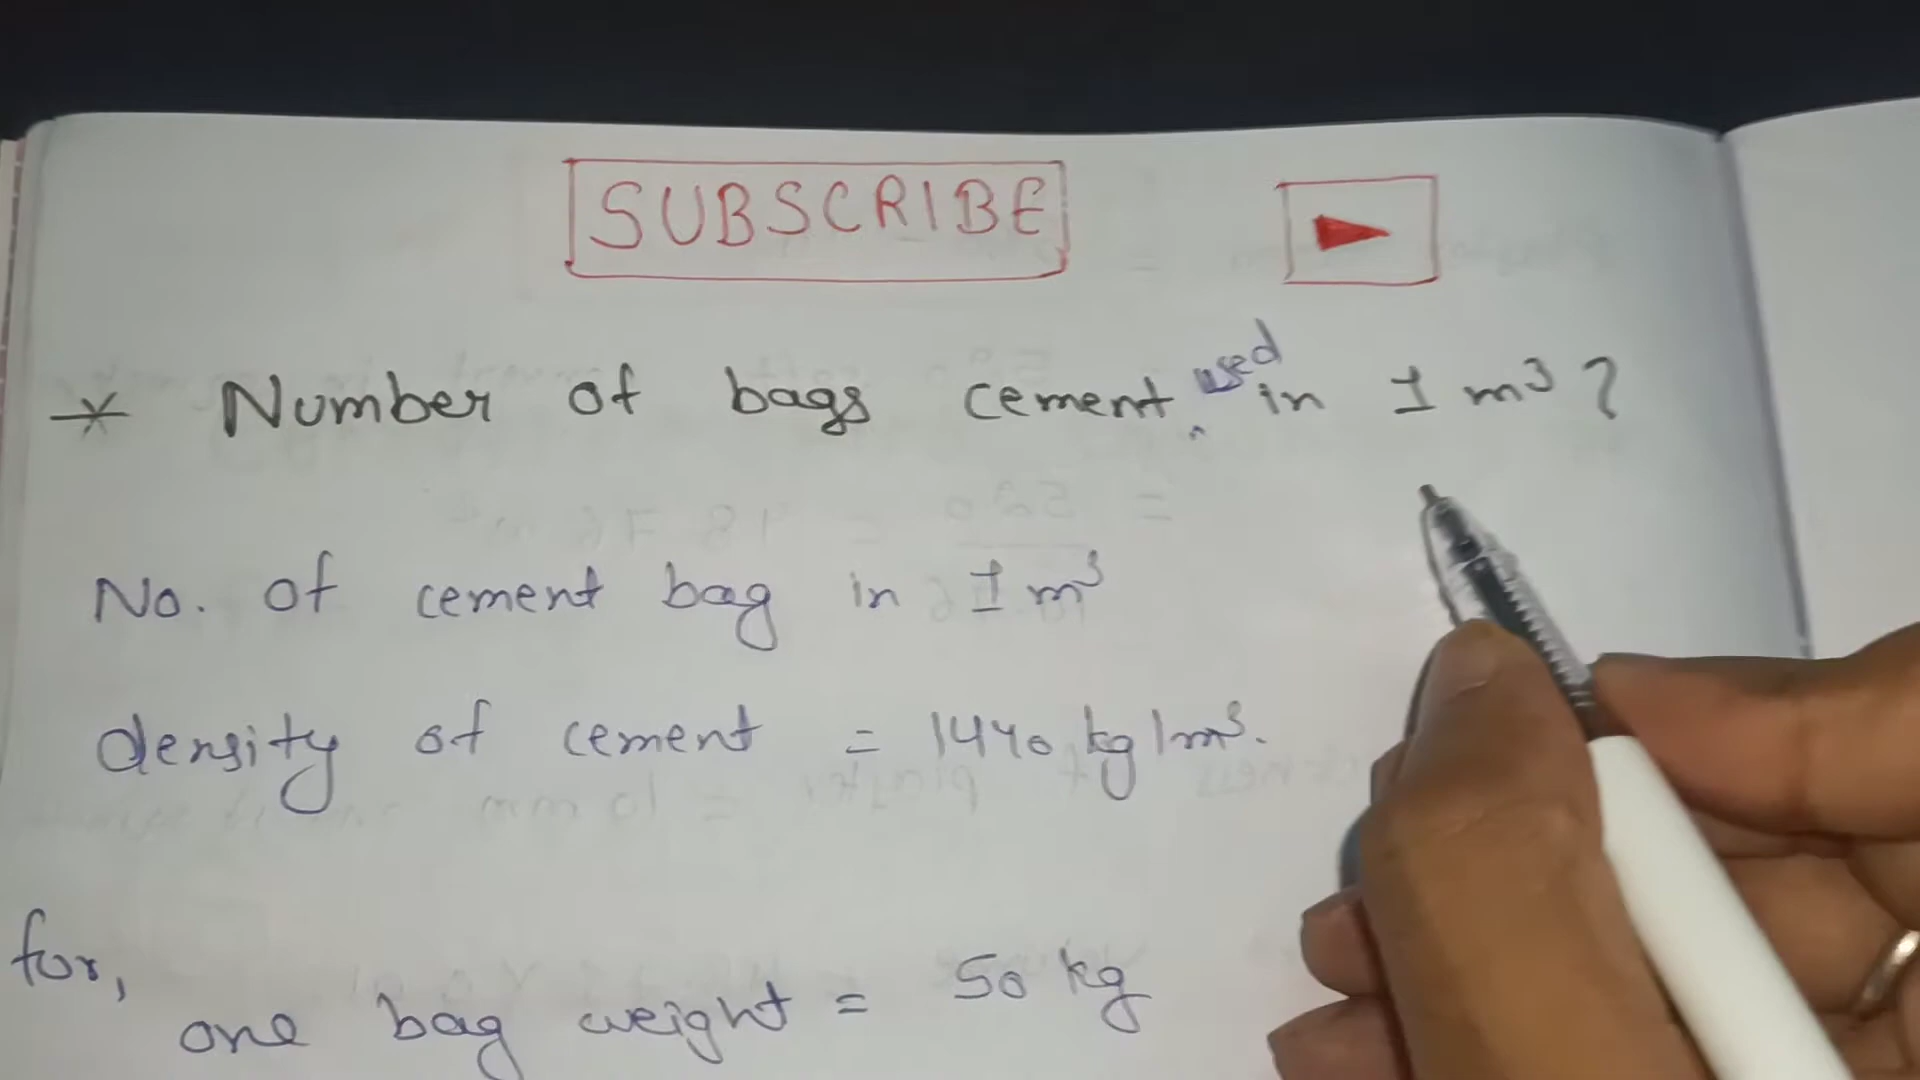 SUBSCRIBE
* Number of bags cement used in 1 m³ ?
No. of cement bag in 1 m³
density of cement = 1440 kg/m³.
for,
one bag weight = 50 kg